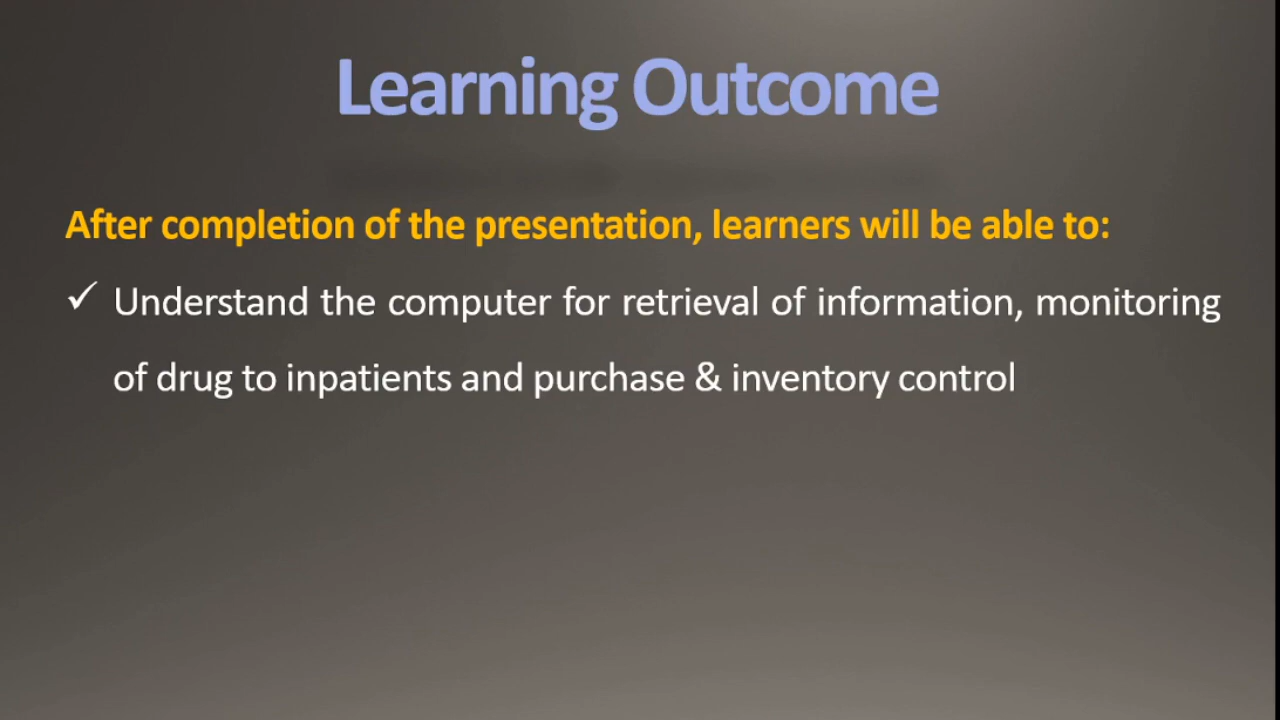 Learning Outcome
After completion of the presentation, learners will be able to:
✓ Understand the computer for retrieval of information, monitoring
of drug to inpatients and purchase & inventory control